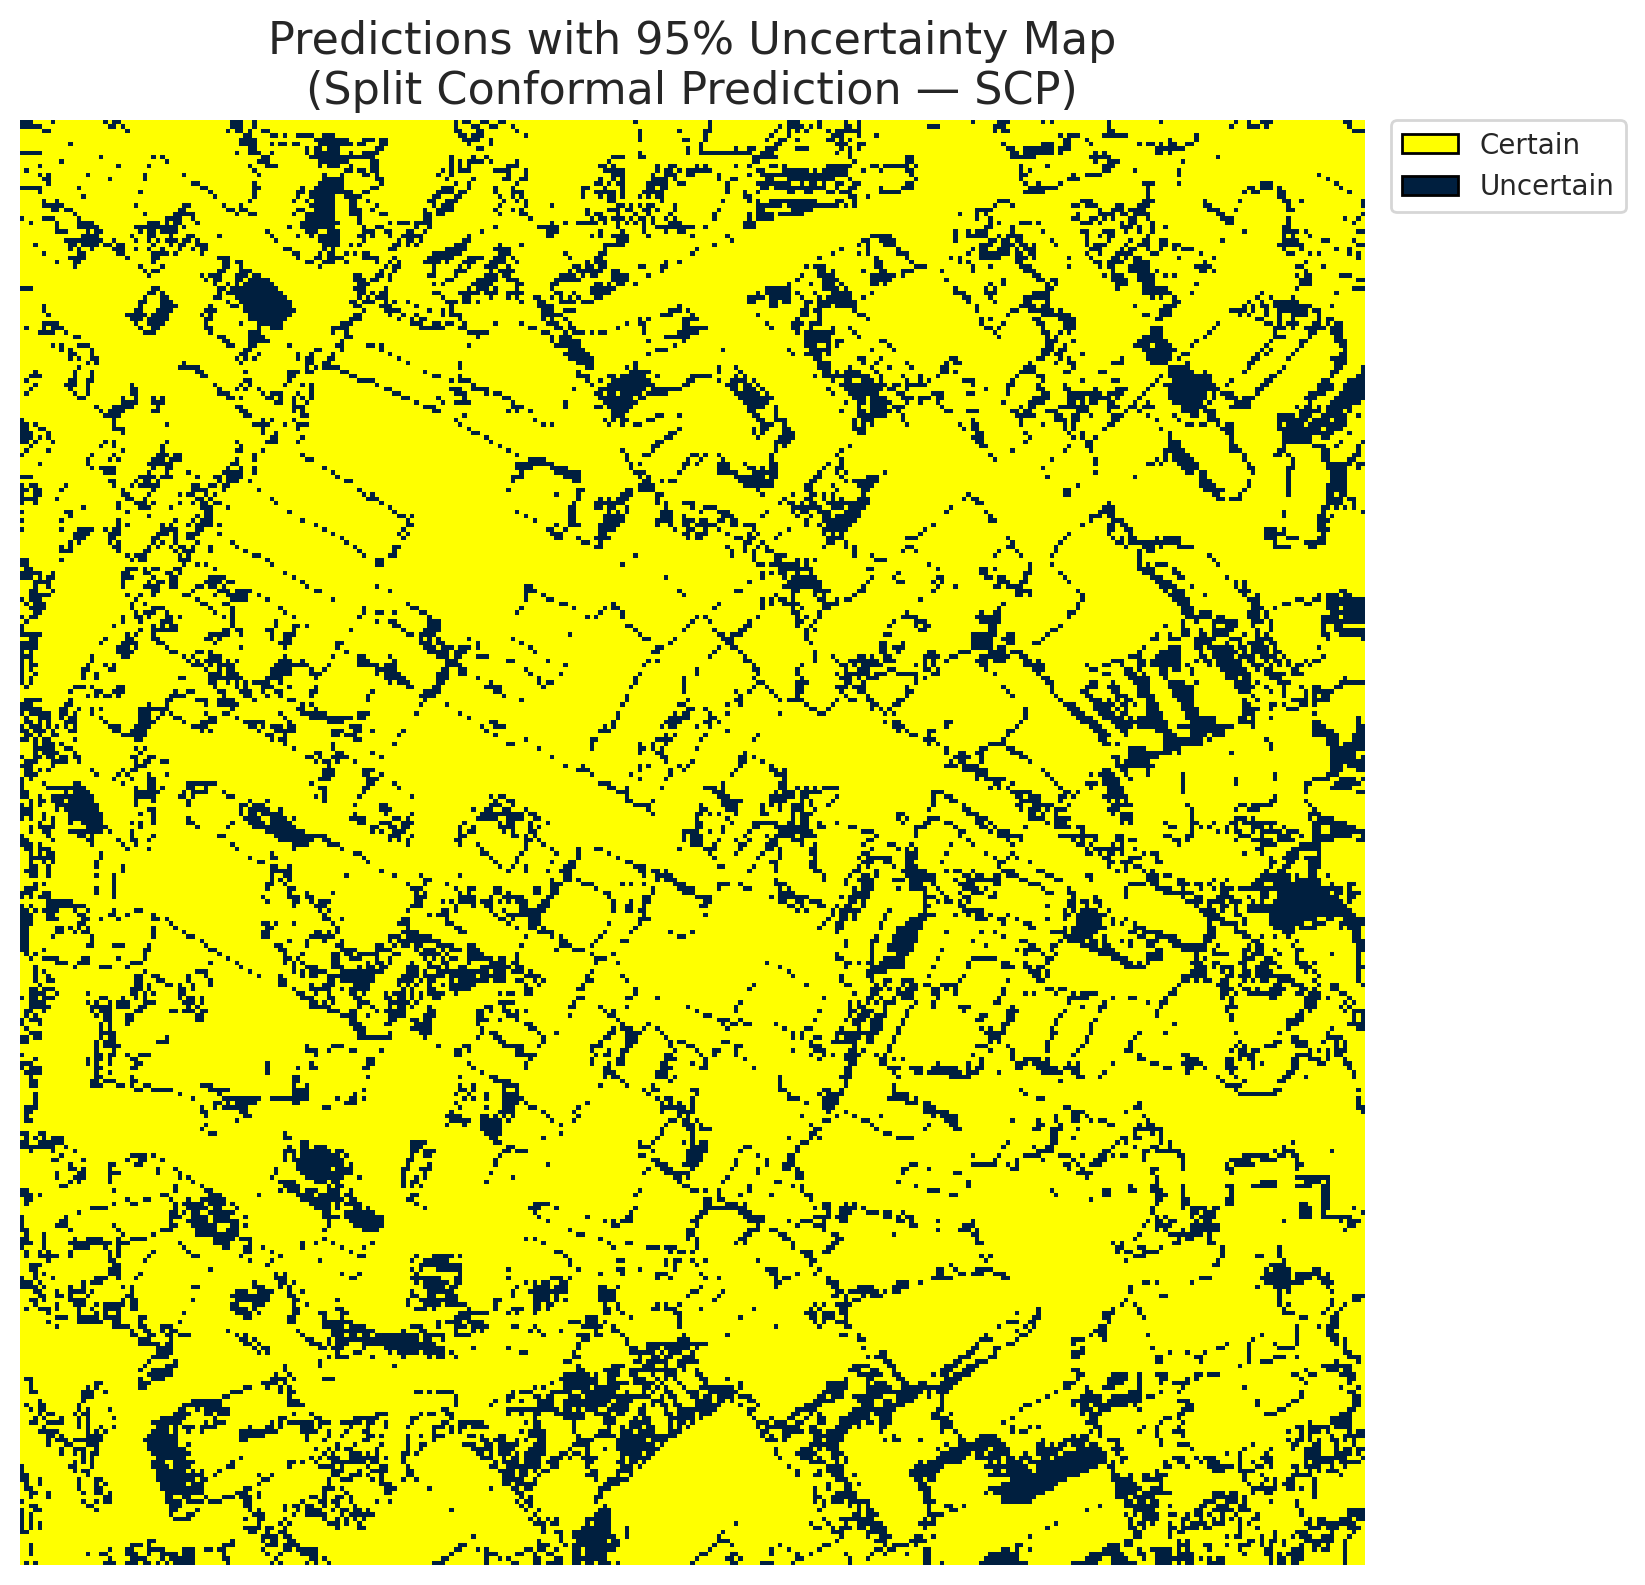 Predictions with 95% Uncertainty Map
(Split Conformal Prediction — SCP)
Certain
Uncertain